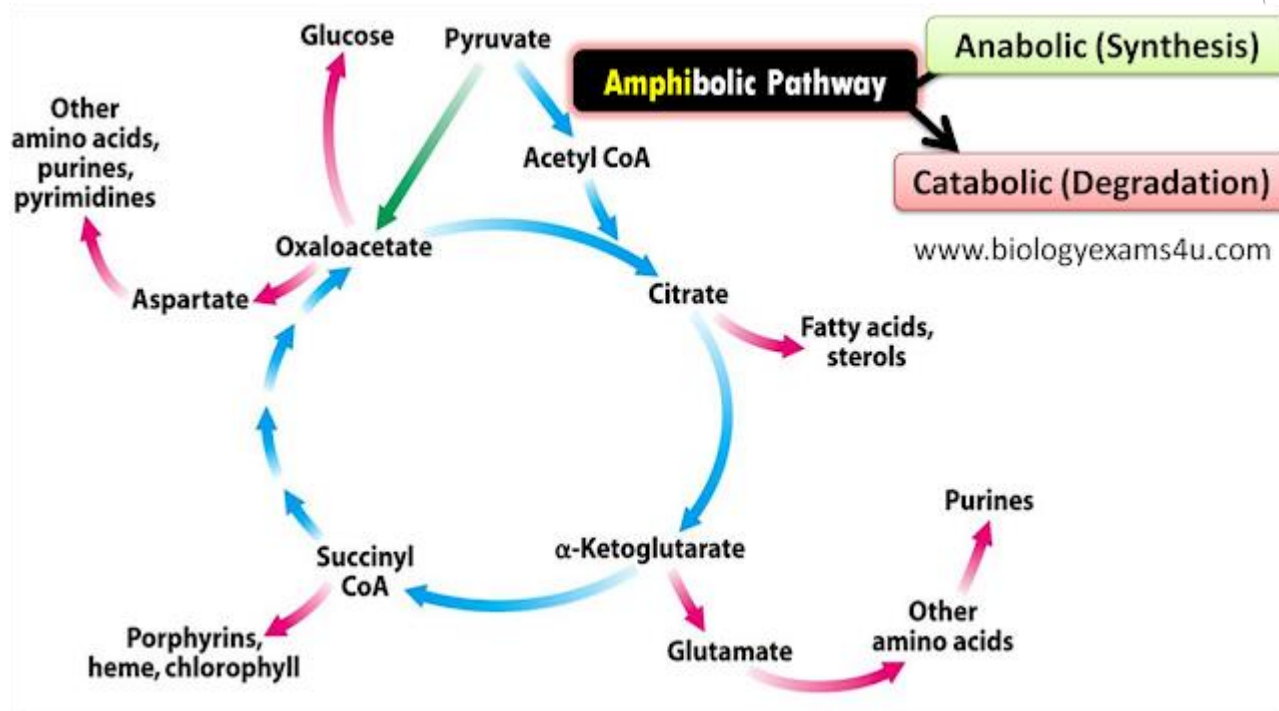 Glucose
Pyruvate
Amphibolic Pathway
Anabolic (Synthesis)
Catabolic (Degradation)
www.biologyexams4u.com
Other
amino acids,
purines,
pyrimidines
Acetyl CoA
Oxaloacetate
Aspartate
Citrate
Fatty acids,
sterols
Succinyl
CoA
α-Ketoglutarate
Purines
Porphyrins,
heme, chlorophyll
Glutamate
Other
amino acids